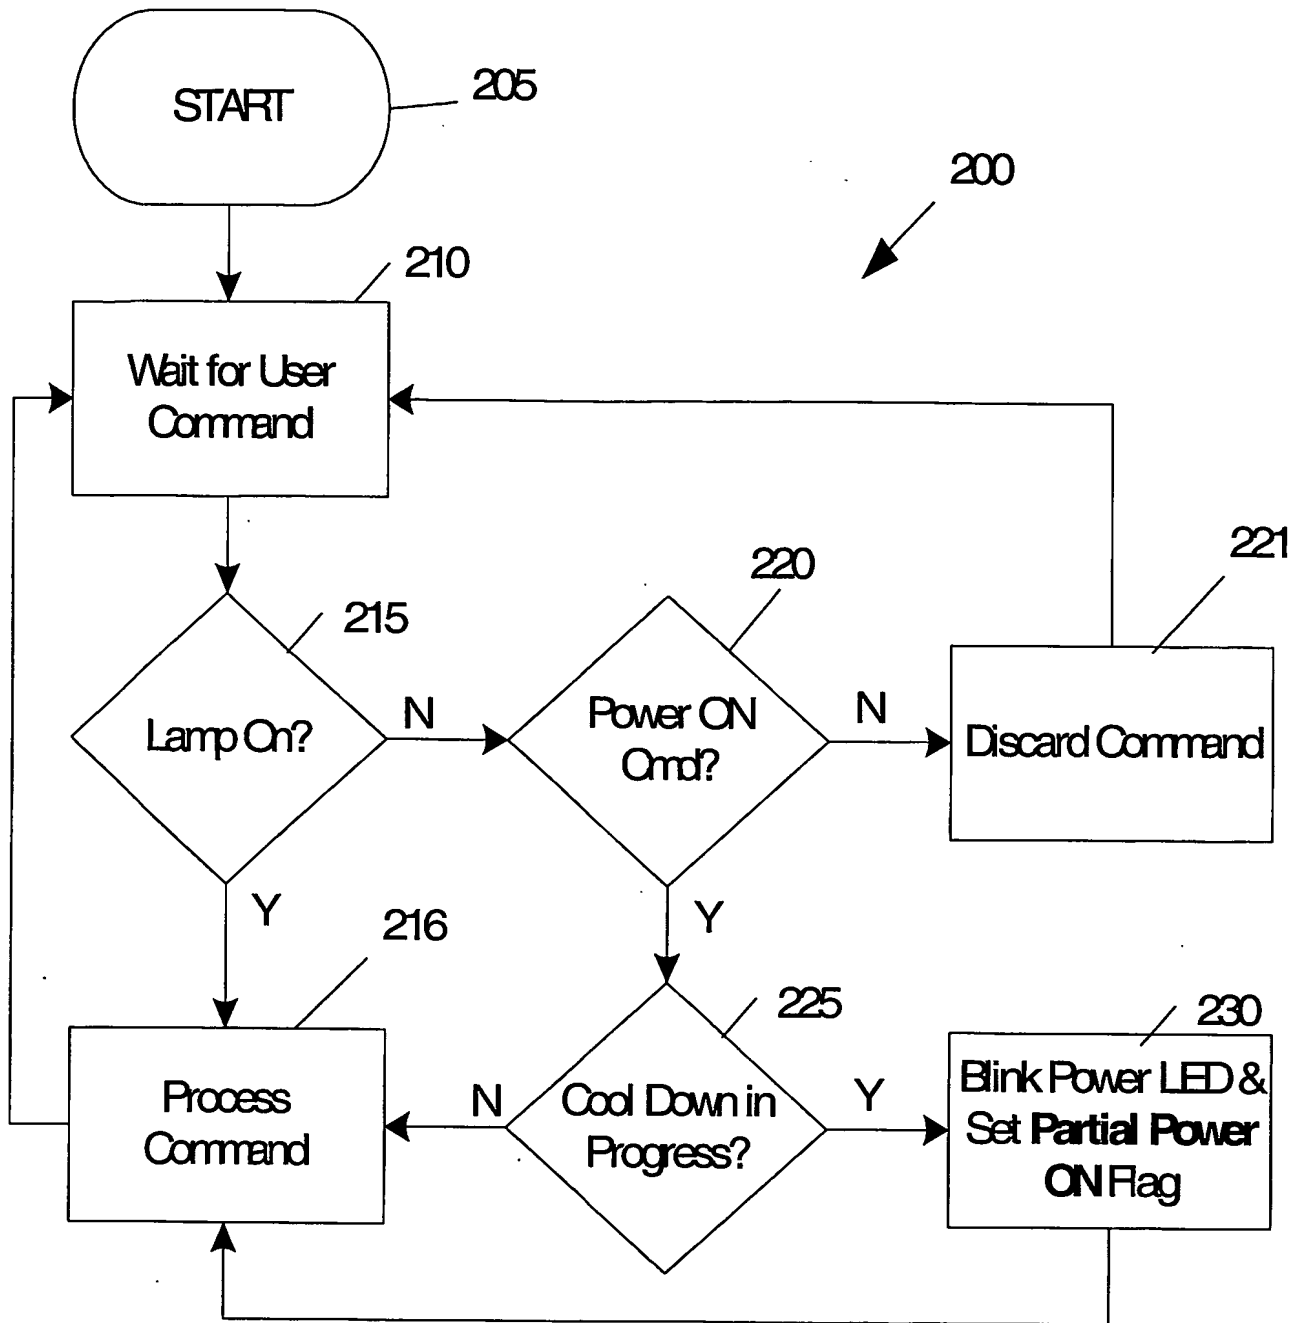 START
205
200
210
Wait for User
Command
221
220
215
Lamp On?
N
Power ON
Cmd?
N
Discard Command
Y
Y
216
225
230
Process
Command
N
Cool Down in
Progress?
Y
Blink Power LED &
Set Partial Power
ON Flag